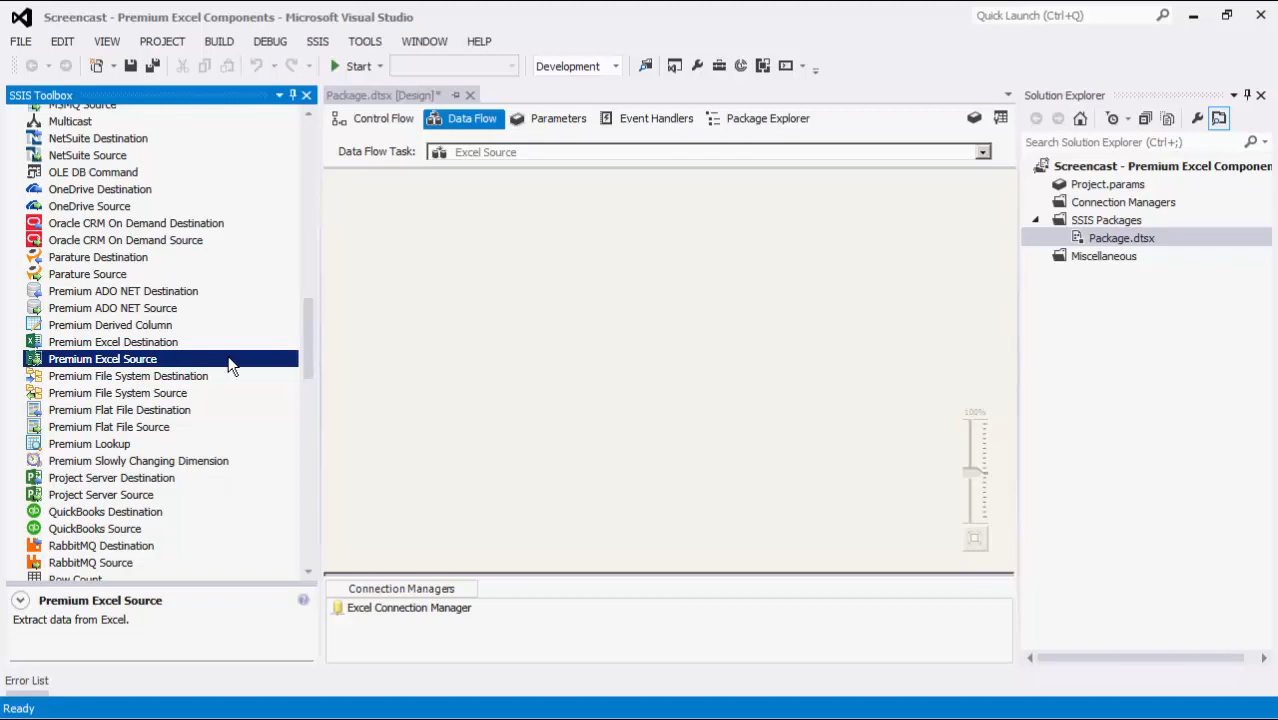 Screencast - Premium Excel Components - Microsoft Visual Studio
Quick Launch (Ctrl+Q)
FILE EDIT VIEW PROJECT BUILD DEBUG SSIS TOOLS WINDOW HELP
Start
Development
SSIS Toolbox
MSMQ Source
Multicast
NetSuite Destination
NetSuite Source
OLE DB Command
OneDrive Destination
OneDrive Source
Oracle CRM On Demand Destination
Oracle CRM On Demand Source
Parature Destination
Parature Source
Premium ADO NET Destination
Premium ADO NET Source
Premium Derived Column
Premium Excel Destination
Premium Excel Source
Premium File System Destination
Premium File System Source
Premium Flat File Destination
Premium Flat File Source
Premium Lookup
Premium Slowly Changing Dimension
Project Server Destination
Project Server Source
QuickBooks Destination
QuickBooks Source
RabbitMQ Destination
RabbitMQ Source
Row Count
Premium Excel Source
Extract data from Excel.
Package.dtsx [Design]*
Control Flow Data Flow Parameters Event Handlers Package Explorer
Data Flow Task: Excel Source
100%
Connection Managers
Excel Connection Manager
Solution Explorer
Search Solution Explorer (Ctrl+;)
Screencast - Premium Excel Componen
Project.params
Connection Managers
SSIS Packages
Package.dtsx
Miscellaneous
Error List
Ready